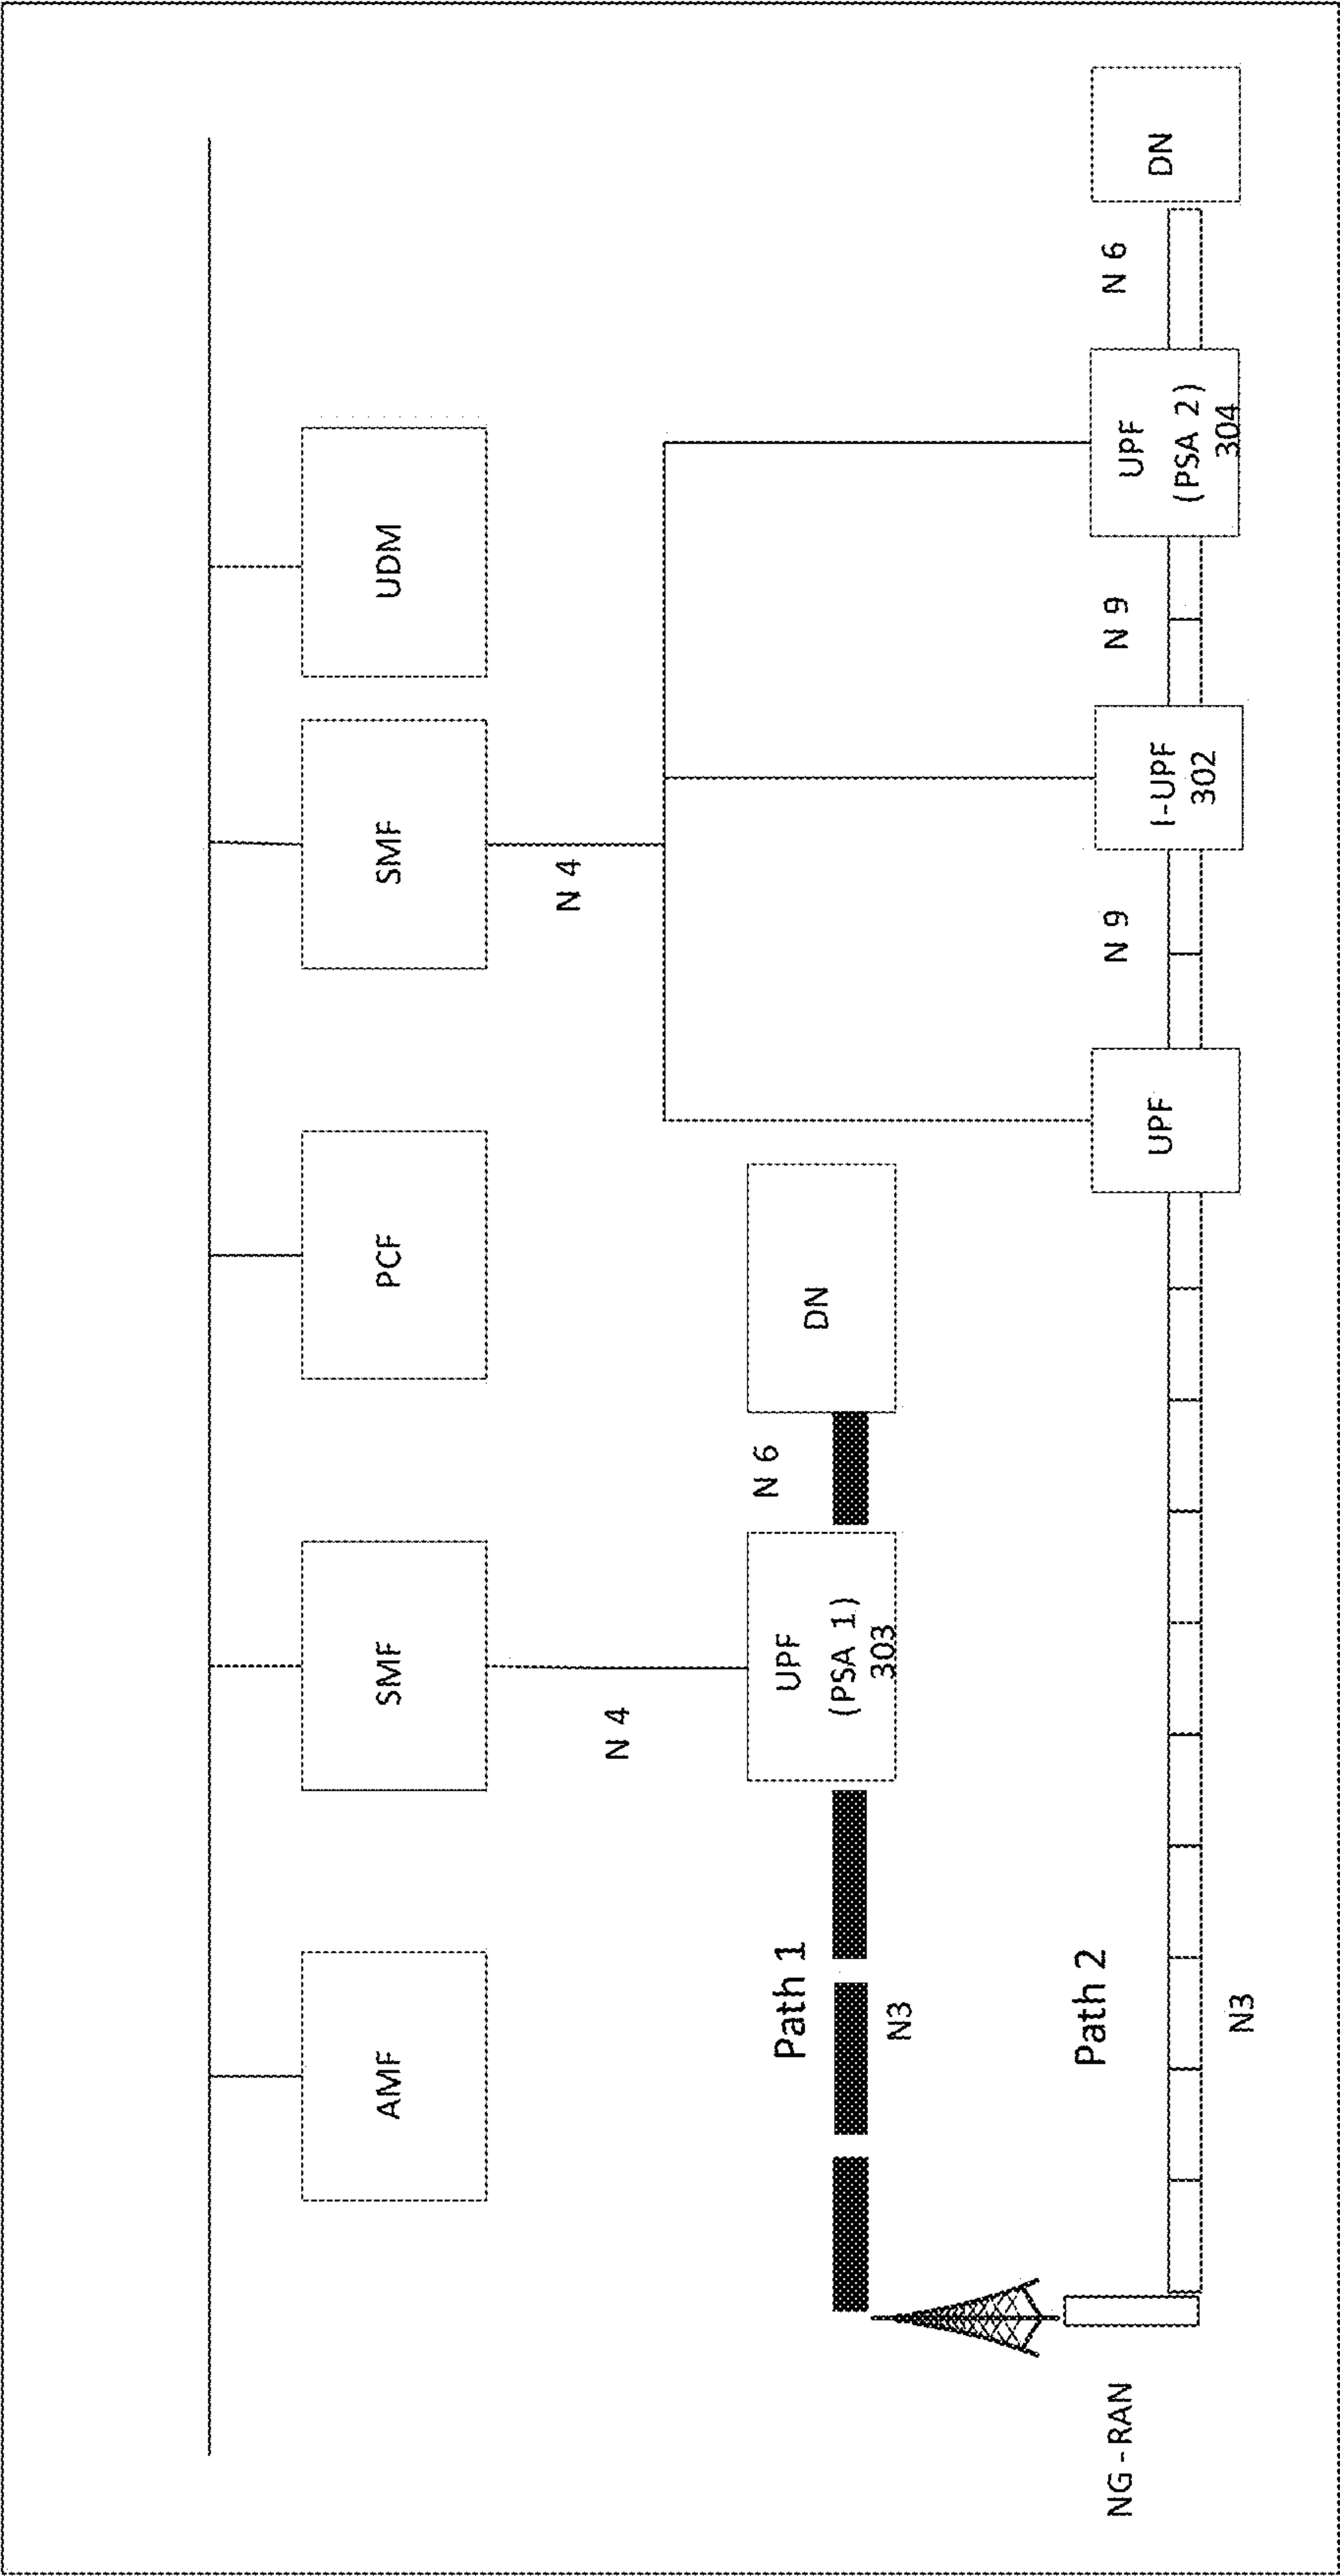 AMF
SMF
PCF
SMF
UDM
N 4
N 4
Path 1
N3
UPF
(PSA 1)
303
N 6
DN
NG - RAN
Path 2
N3
UPF
N 9
I-UPF
302
N 9
UPF
(PSA 2)
304
N 6
DN